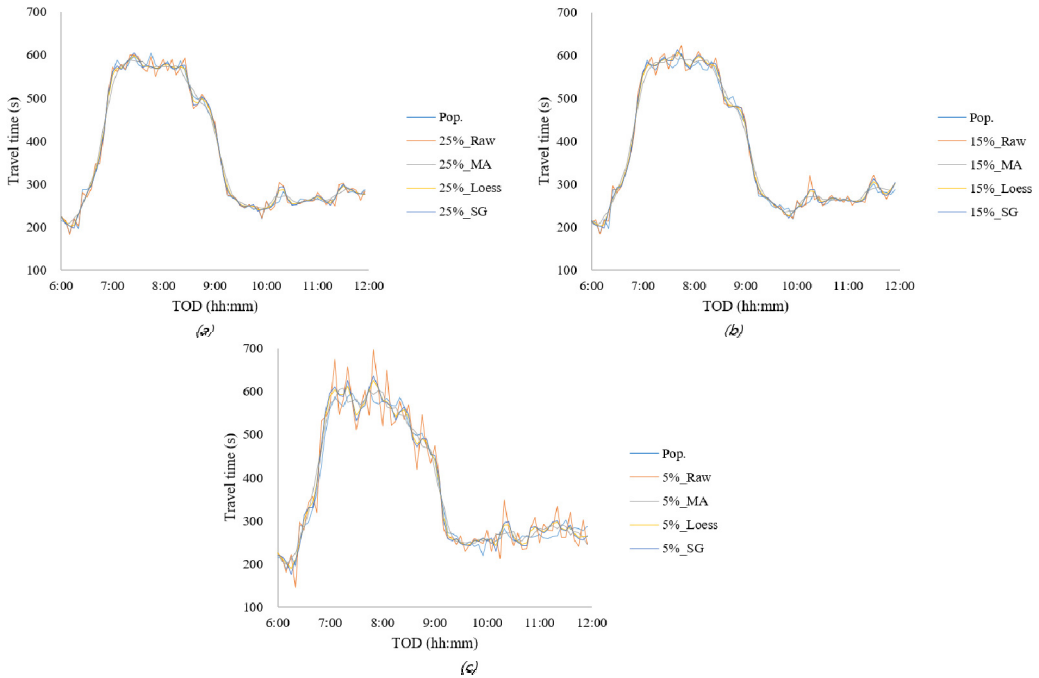 700
600
500
400
300
200
100
Travel time (s)
6:00 7:00 8:00 9:00 10:00 11:00 12:00
TOD (hh:mm)
Pop.
25%_Raw
25%_MA
25%_Loess
25%_SG
(a)
700
600
500
400
300
200
100
Travel time (s)
6:00 7:00 8:00 9:00 10:00 11:00 12:00
TOD (hh:mm)
Pop.
15%_Raw
15%_MA
15%_Loess
15%_SG
(b)
700
600
500
400
300
200
100
Travel time (s)
6:00 7:00 8:00 9:00 10:00 11:00 12:00
TOD (hh:mm)
Pop.
5%_Raw
5%_MA
5%_Loess
5%_SG
(c)